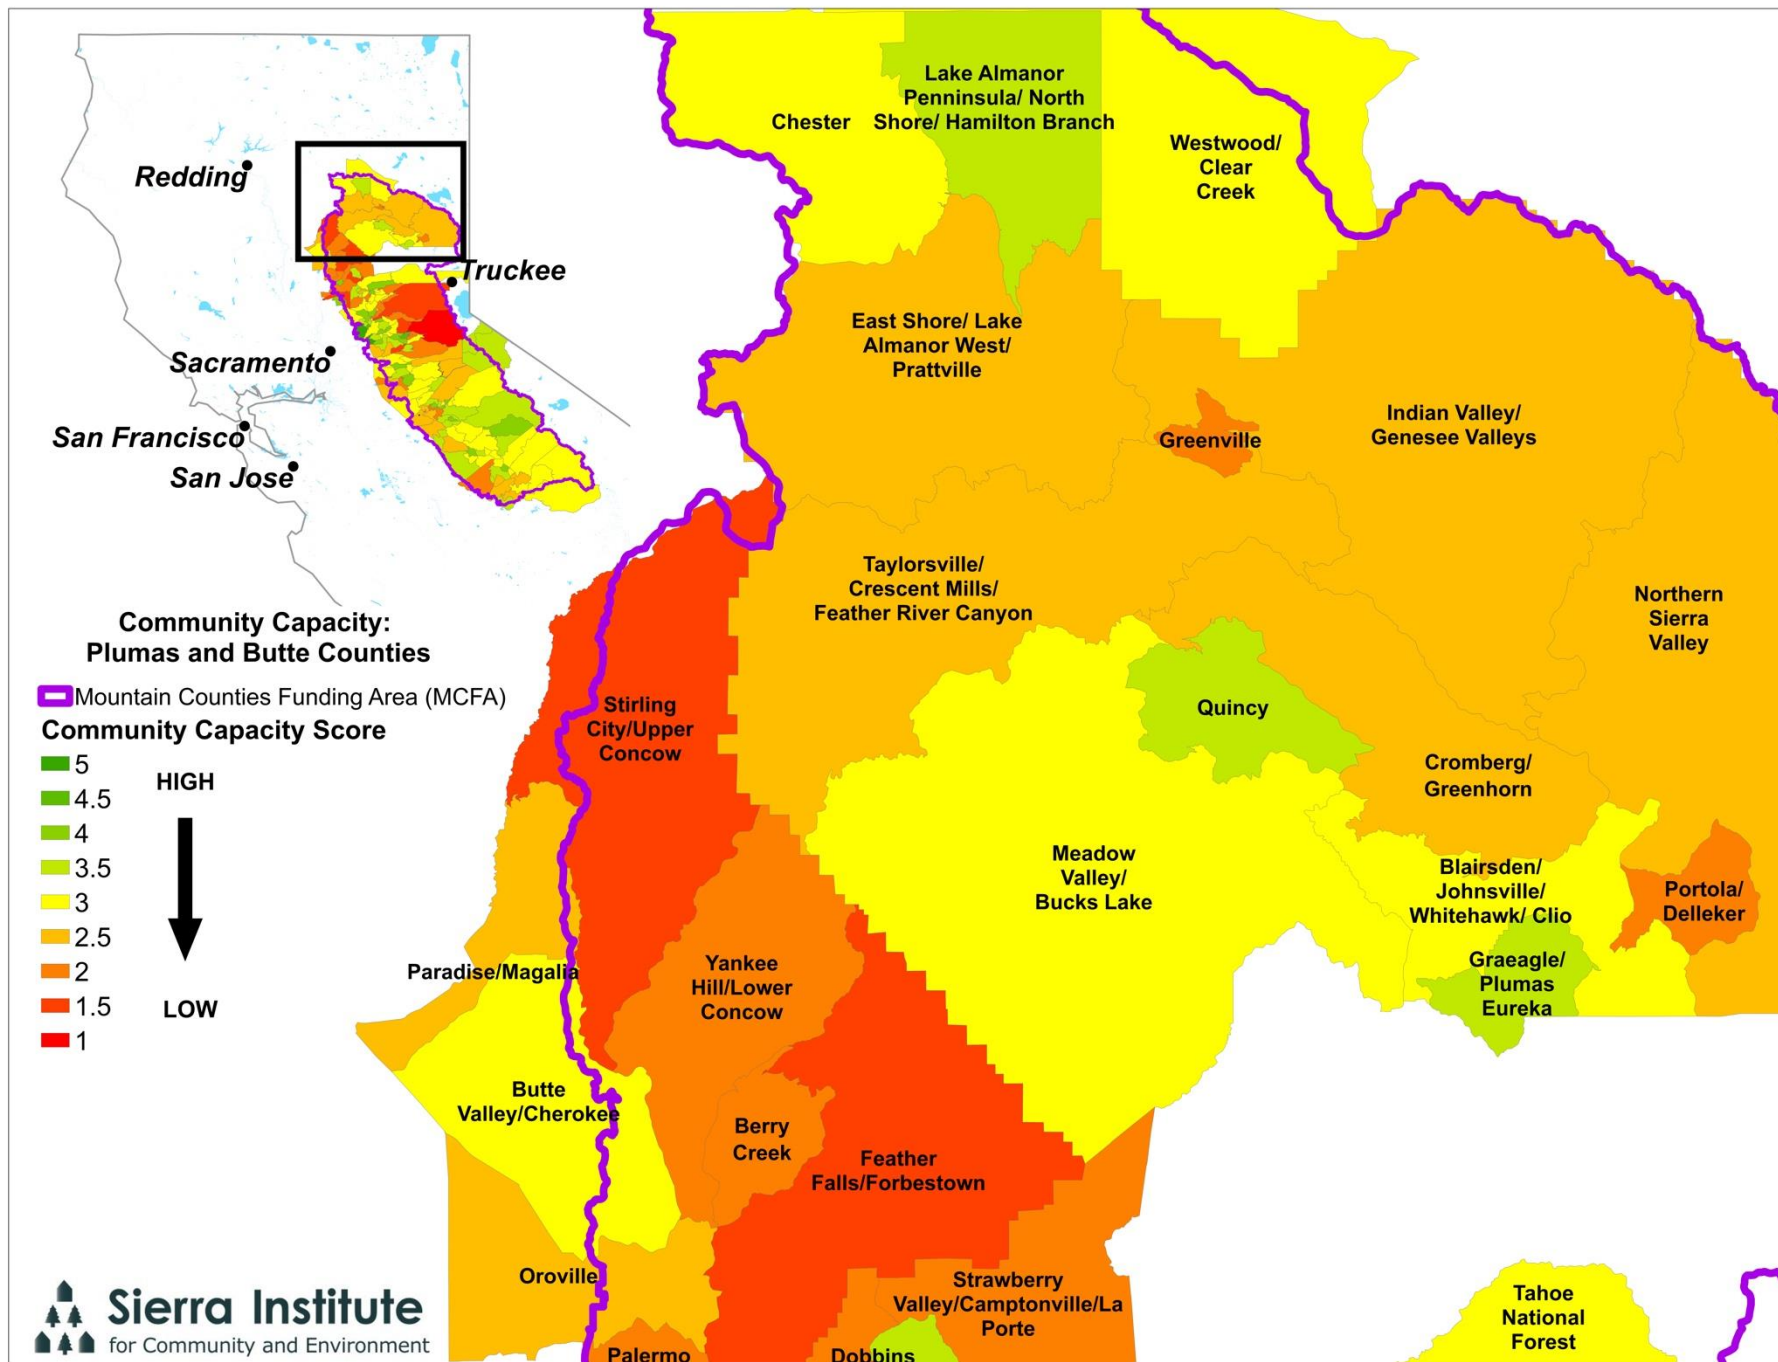 Redding
Truckee
Sacramento
San Francisco
San Jose
Community Capacity:
Plumas and Butte Counties
Mountain Counties Funding Area (MCFA)
Community Capacity Score
5
4.5
4
3.5
3
2.5
2
1.5
1
HIGH
LOW
Sierra Institute
for Community and Environment
Chester
Lake Almanor
Penninsula/ North
Shore/ Hamilton Branch
Westwood/
Clear
Creek
East Shore/ Lake
Almanor West/
Prattville
Greenville
Indian Valley/
Genesee Valleys
Taylorsville/
Crescent Mills/
Feather River Canyon
Northern
Sierra
Valley
Stirling
City/Upper
Concow
Quincy
Cromberg/
Greenhorn
Meadow
Valley/
Bucks Lake
Blairsden/
Johnsville/
Whitehawk/ Clio
Portola/
Delleker
Graeagle/
Plumas
Eureka
Paradise/Magalia
Yankee
Hill/Lower
Concow
Butte
Valley/Cherokee
Berry
Creek
Feather
Falls/Forbestown
Oroville
Strawberry
Valley/Camptonville/La
Porte
Tahoe
National
Forest
Palermo
Dobbins